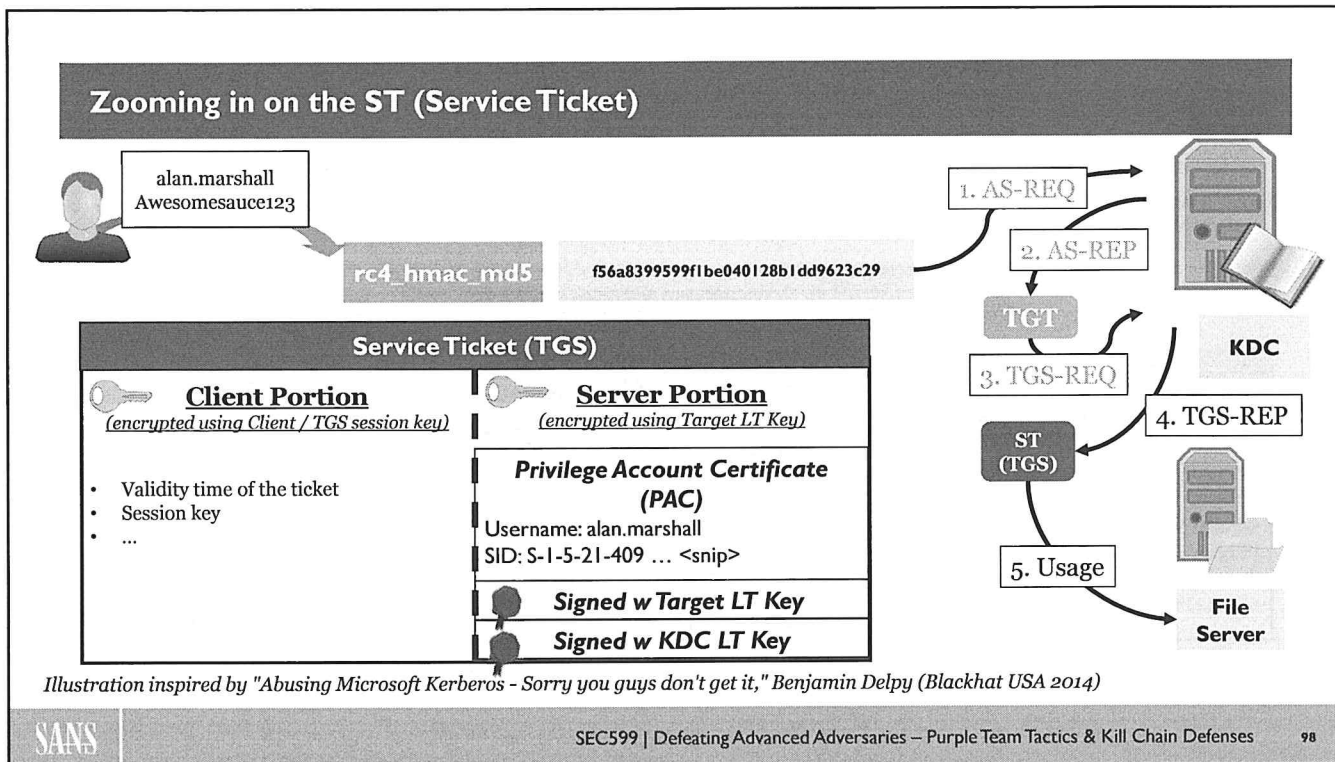 Zooming in on the ST (Service Ticket)
alan.marshall
Awesomesauce123
rc4_hmac_md5
f56a8399599f1be040128b1dd9623c29
1. AS-REQ
2. AS-REP
TGT
3. TGS-REQ
KDC
4. TGS-REP
ST
(TGS)
5. Usage
File
Server
Service Ticket (TGS)
Client Portion
(encrypted using Client / TGS session key)
• Validity time of the ticket
• Session key
• ...
Server Portion
(encrypted using Target LT Key)
Privilege Account Certificate
(PAC)
Username: alan.marshall
SID: S-1-5-21-409 ... <snip>
Signed w Target LT Key
Signed w KDC LT Key
Illustration inspired by "Abusing Microsoft Kerberos - Sorry you guys don't get it," Benjamin Delpy (Blackhat USA 2014)
SANS
SEC599 | Defeating Advanced Adversaries – Purple Team Tactics & Kill Chain Defenses 98